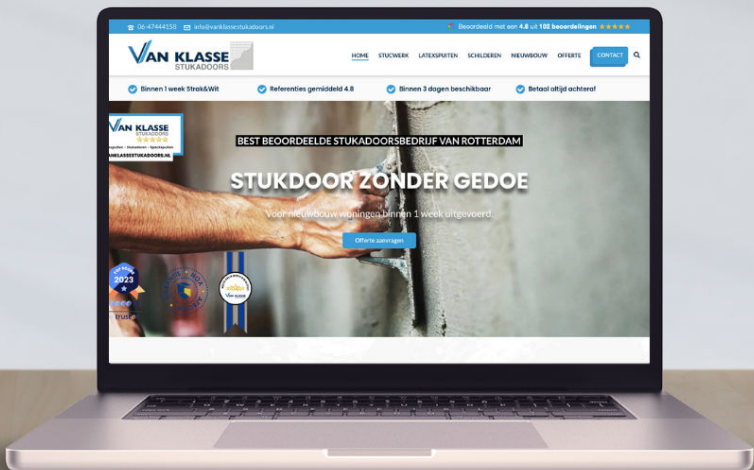 06-47444158 info@vanklassestukadoors.nl Beoordeeld met een 4.8 uit 102 beoordelingen
VAN KLASSE
STUKADOORS
HOME STUCWERK LATEXSPUITEN SCHILDEREN NIEUWBOUW OFFERTE CONTACT
Binnen 1 week Strak&Wit Referenties gemiddeld 4.8 Binnen 3 dagen beschikbaar Betaal altijd achteraf
VAN KLASSE
STUKADOORS
BEST BEOORDEELDE STUKADOORSBEDRIJF VAN ROTTERDAM
STUKDOOR ZONDER GEDOE
Voor nieuwbouw woningen binnen 1 week uitgevoerd
Offerte aanvragen
2023